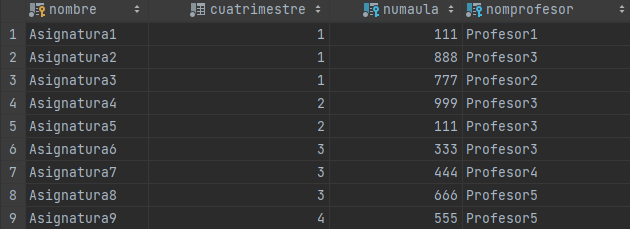 nombre cuatrimestre numaula nomprofesor
1 Asignatura1 1 111 Profesor1
2 Asignatura2 1 888 Profesor3
3 Asignatura3 1 777 Profesor2
4 Asignatura4 2 999 Profesor3
5 Asignatura5 2 111 Profesor3
6 Asignatura6 3 333 Profesor3
7 Asignatura7 3 444 Profesor4
8 Asignatura8 3 666 Profesor5
9 Asignatura9 4 555 Profesor5